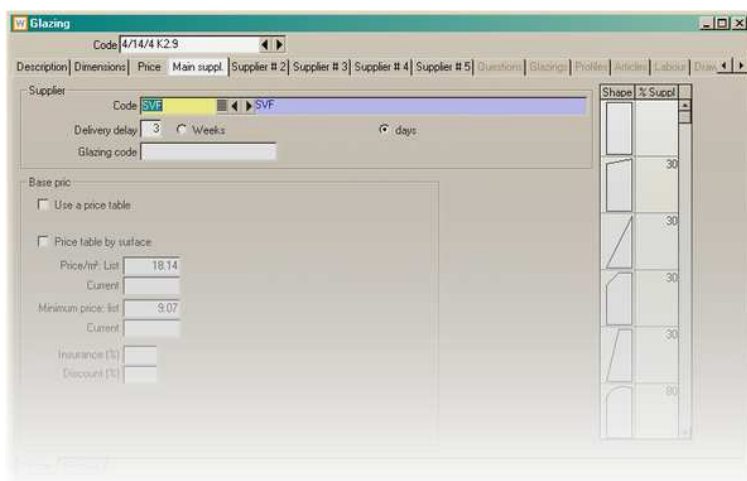 W Glazing
Code 4/14/4 K2.9
Description Dimensions Price Main suppl. Supplier # 2 Supplier # 3 Supplier # 4 Supplier # 5 Questions Glazings Profiles Articles Labour Draw
Supplier
Code SVF SVF
Delivery delay 3 Weeks days
Glazing code
Shape % Suppl
30
30
30
30
80
Base pric
Use a price table
Price table by surface
Price/m²: List 18.14
Current
Minimum price: list 9.07
Current
Insurance (%)
Discount (%)